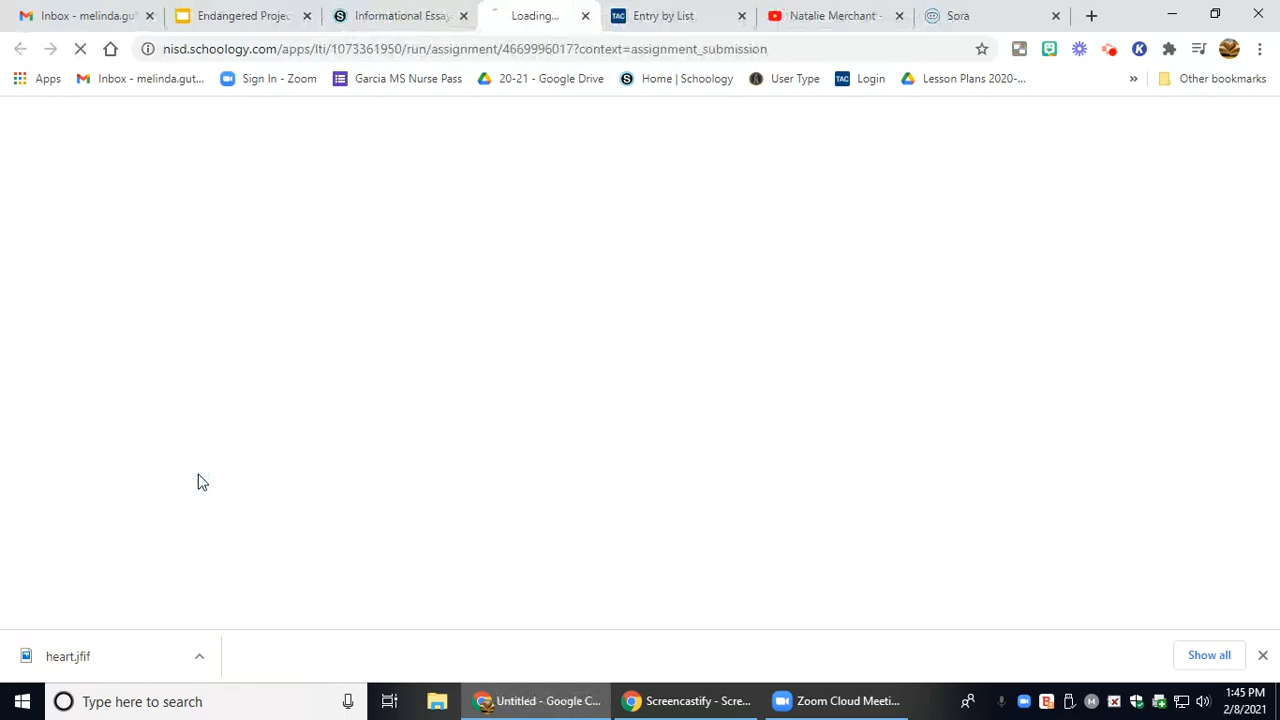 Inbox - melinda.gu
Endangered Projec
Informational Essay
Loading...
Entry by List
Natalie Merchant -
Sora
nisd.schoology.com/apps/lti/1073361950/run/assignment/4669996017?context=assignment_submission
Apps
Inbox - melinda.gut...
Sign In - Zoom
Garcia MS Nurse Pass
20-21 - Google Drive
Home | Schoology
User Type
TAC
Login
Lesson Plans 2020-...
»
Other bookmarks
heart.jfif
Show all
Type here to search
Untitled - Google C...
Screencastify - Scre...
Zoom Cloud Meeti...
1:45 PM
2/8/2021